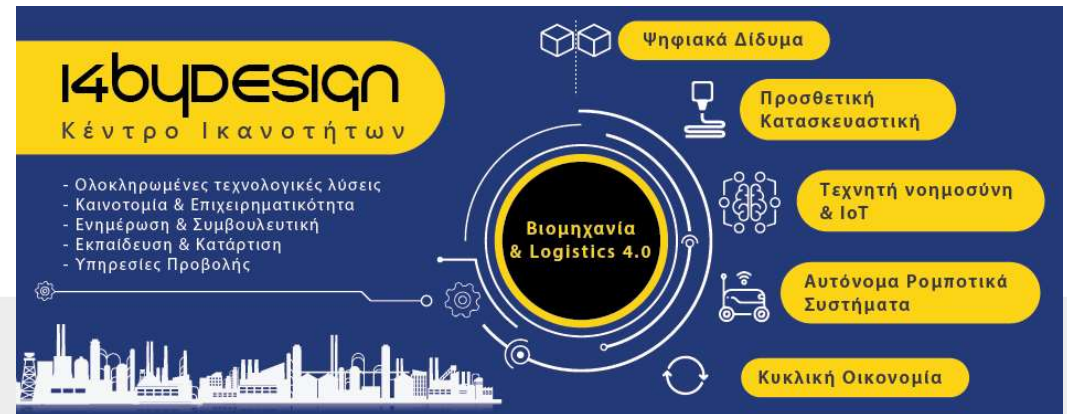 I4byDESIGN
Κέντρο Ικανοτήτων
- Ολοκληρωμένες τεχνολογικές λύσεις
- Καινοτομία & Επιχειρηματικότητα
- Ενημέρωση & Συμβουλευτική
- Εκπαίδευση & Κατάρτιση
- Υπηρεσίες Προβολής
Βιομηχανία
& Logistics 4.0
Ψηφιακά Δίδυμα
Προσθετική
Κατασκευαστική
Τεχνητή νοημοσύνη
& IoT
Αυτόνομα Ρομποτικά
Συστήματα
Κυκλική Οικονομία